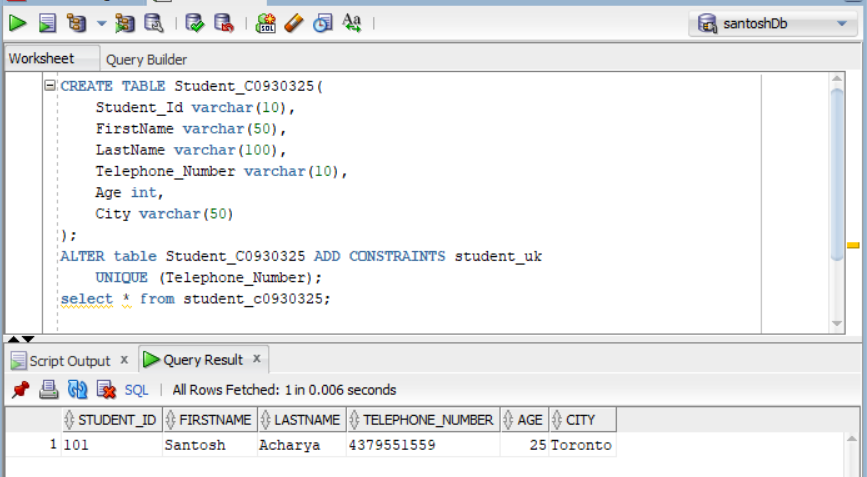 santoshDb
Worksheet Query Builder
CREATE TABLE Student_C0930325(
Student_Id varchar(10),
FirstName varchar(50),
LastName varchar(100),
Telephone_Number varchar(10),
Age int,
City varchar(50)
);
ALTER table Student_C0930325 ADD CONSTRAINTS student_uk
UNIQUE (Telephone_Number);
select * from student_c0930325;
Script Output x Query Result x
SQL | All Rows Fetched: 1 in 0.006 seconds
STUDENT_ID FIRSTNAME LASTNAME TELEPHONE_NUMBER AGE CITY
1 101 Santosh Acharya 4379551559 25 Toronto